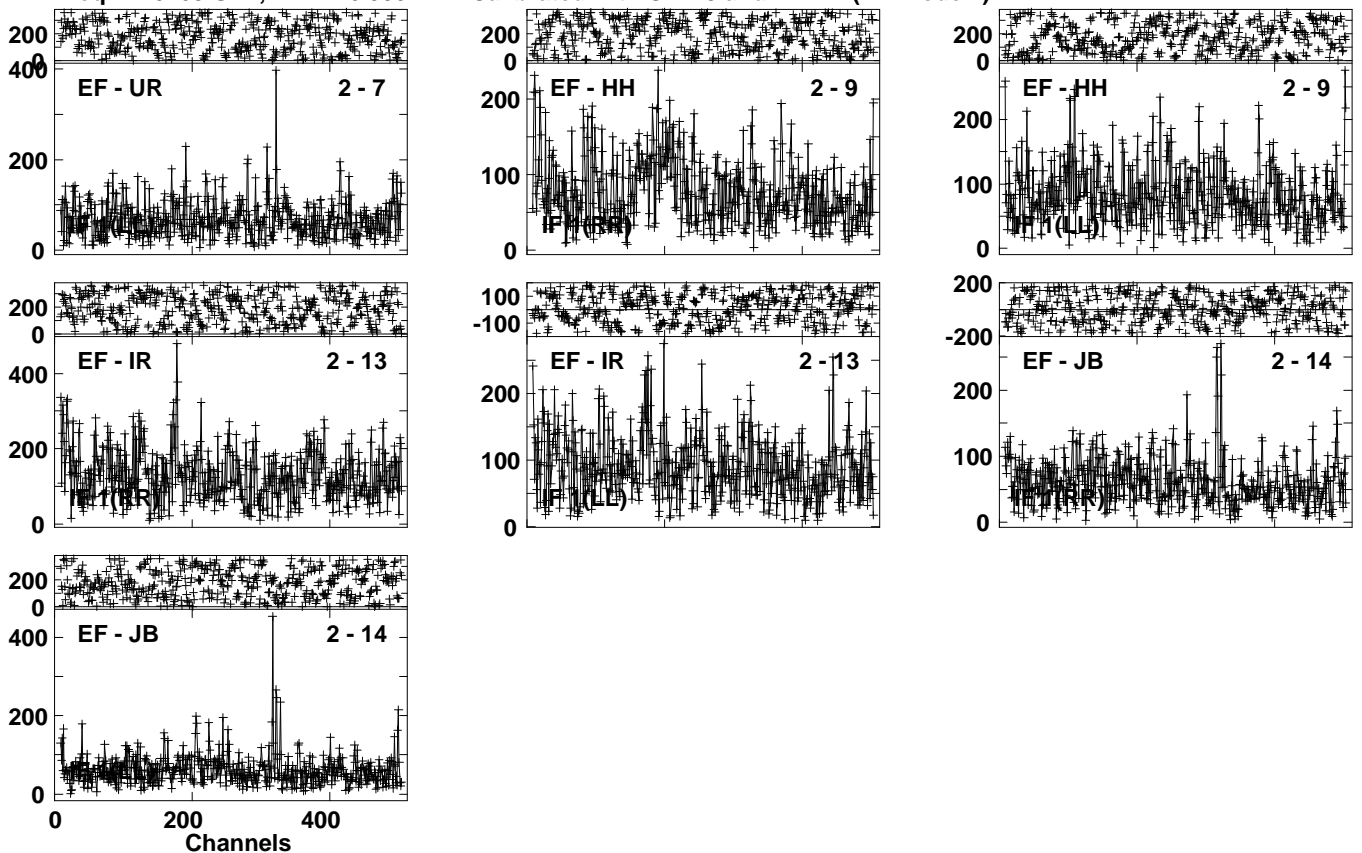 200
0
400
200
0
EF - UR 2 - 7
200
0
200
100
0
EF - HH 2 - 9
IF 1(RR)
200
0
200
100
0
EF - HH 2 - 9
IF 1(LL)
200
0
400
200
0
EF - IR 2 - 13
IF 1(RR)
100
-100
200
100
0
EF - IR 2 - 13
IF 1(LL)
200
-200
200
100
0
EF - JB 2 - 14
IF 1(RR)
200
0
400
200
0
EF - JB 2 - 14
0 200 400
Channels